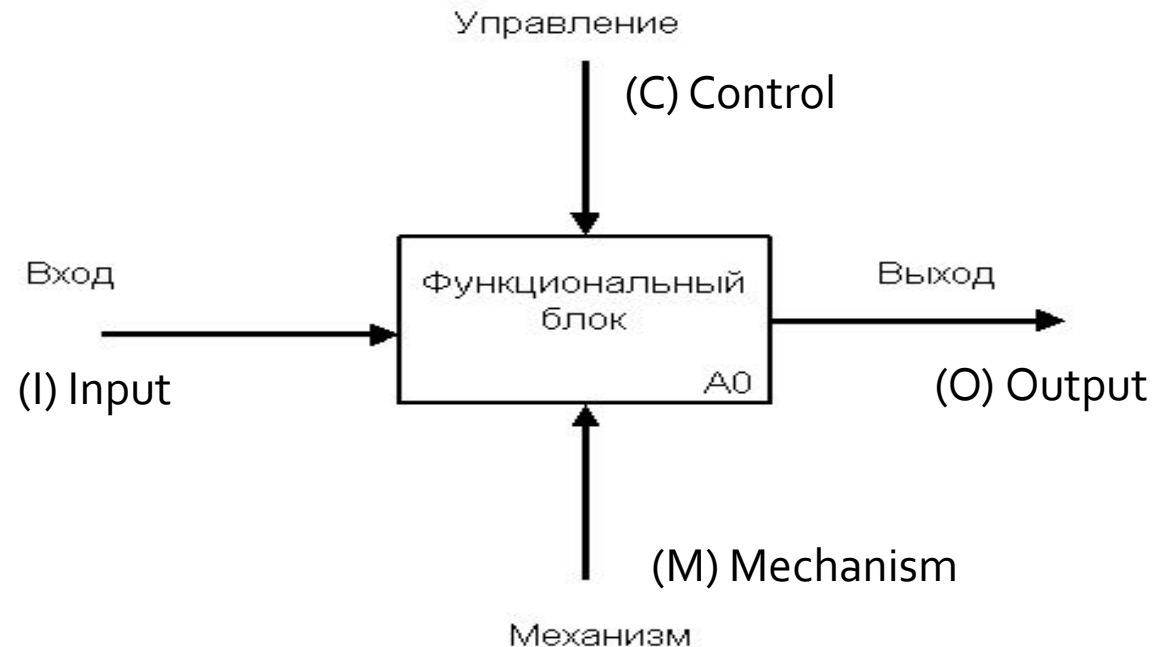 Управление
(C) Control
Вход
Функциональный
блок
Выход
A0
(I) Input
(O) Output
(M) Mechanism
Механизм